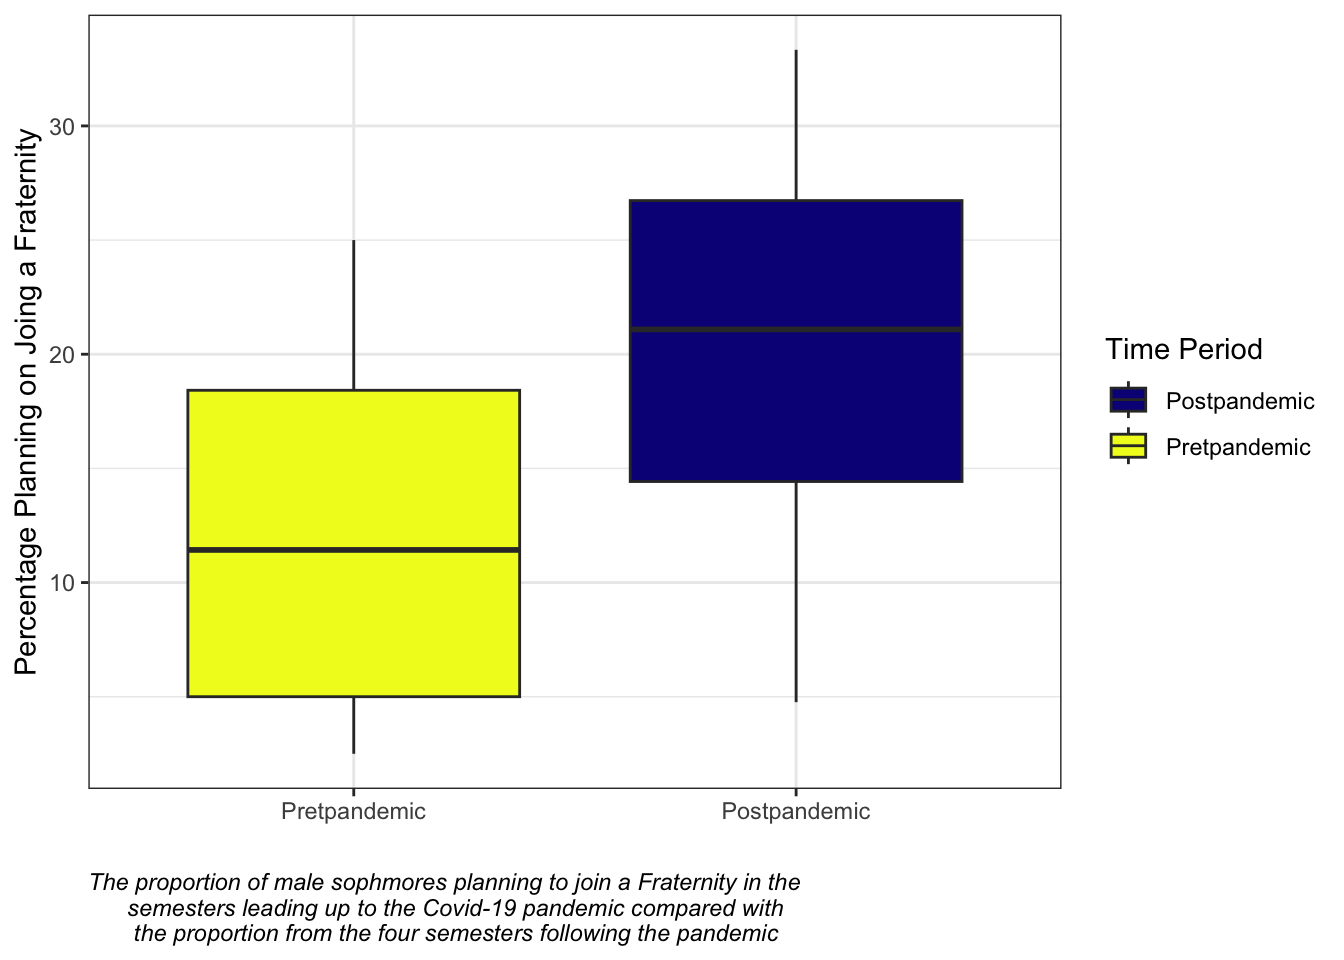 Percentage Planning on Joing a Fraternity
30
20
10
Pretpandemic
Postpandemic
Time Period
Postpandemic
Pretpandemic
The proportion of male sophmores planning to join a Fraternity in the
semesters leading up to the Covid-19 pandemic compared with
the proportion from the four semesters following the pandemic